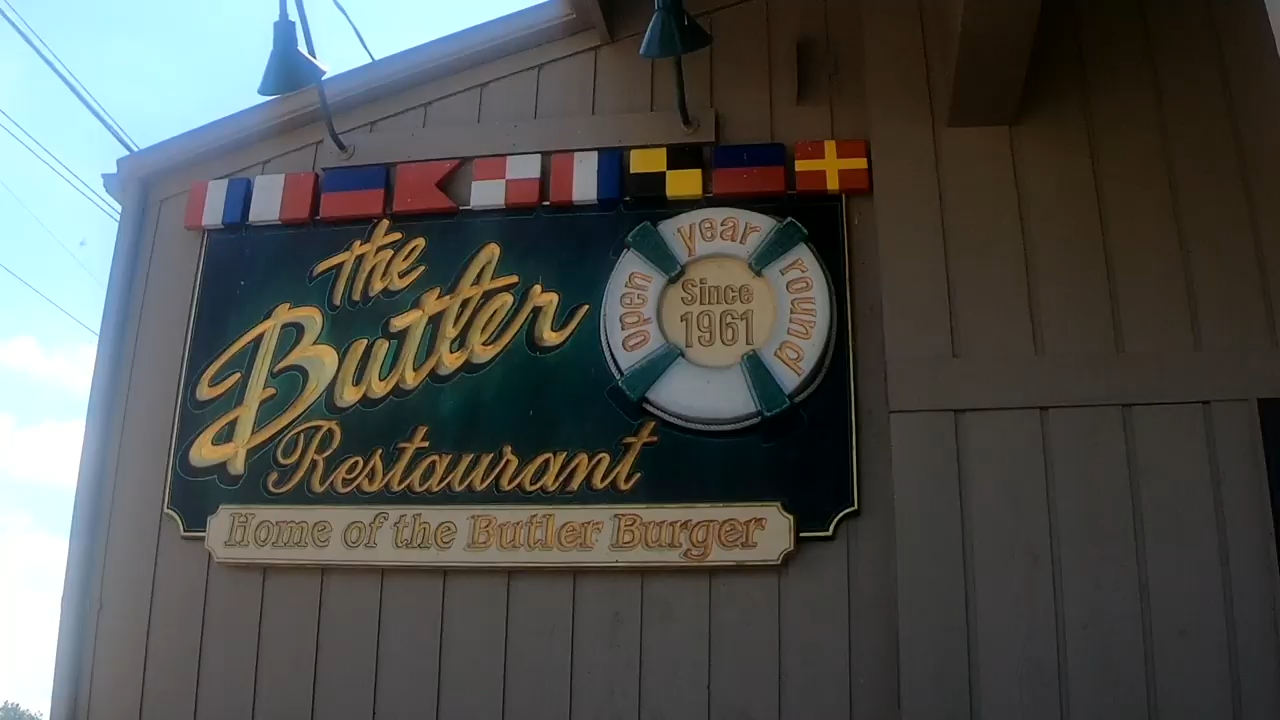 the
Butler
Restaurant
open year round
Since
1961
Home of the Butler Burger